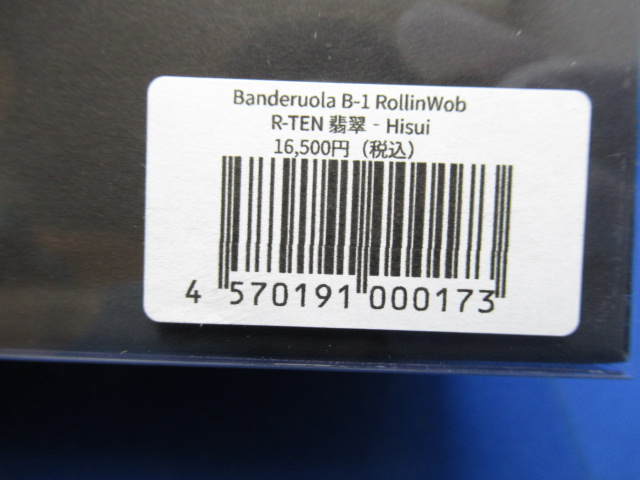 Banderuola B-1 RollinWob
R-TEN 翡翠 - Hisui
16,500円（税込）
4 570191 000173